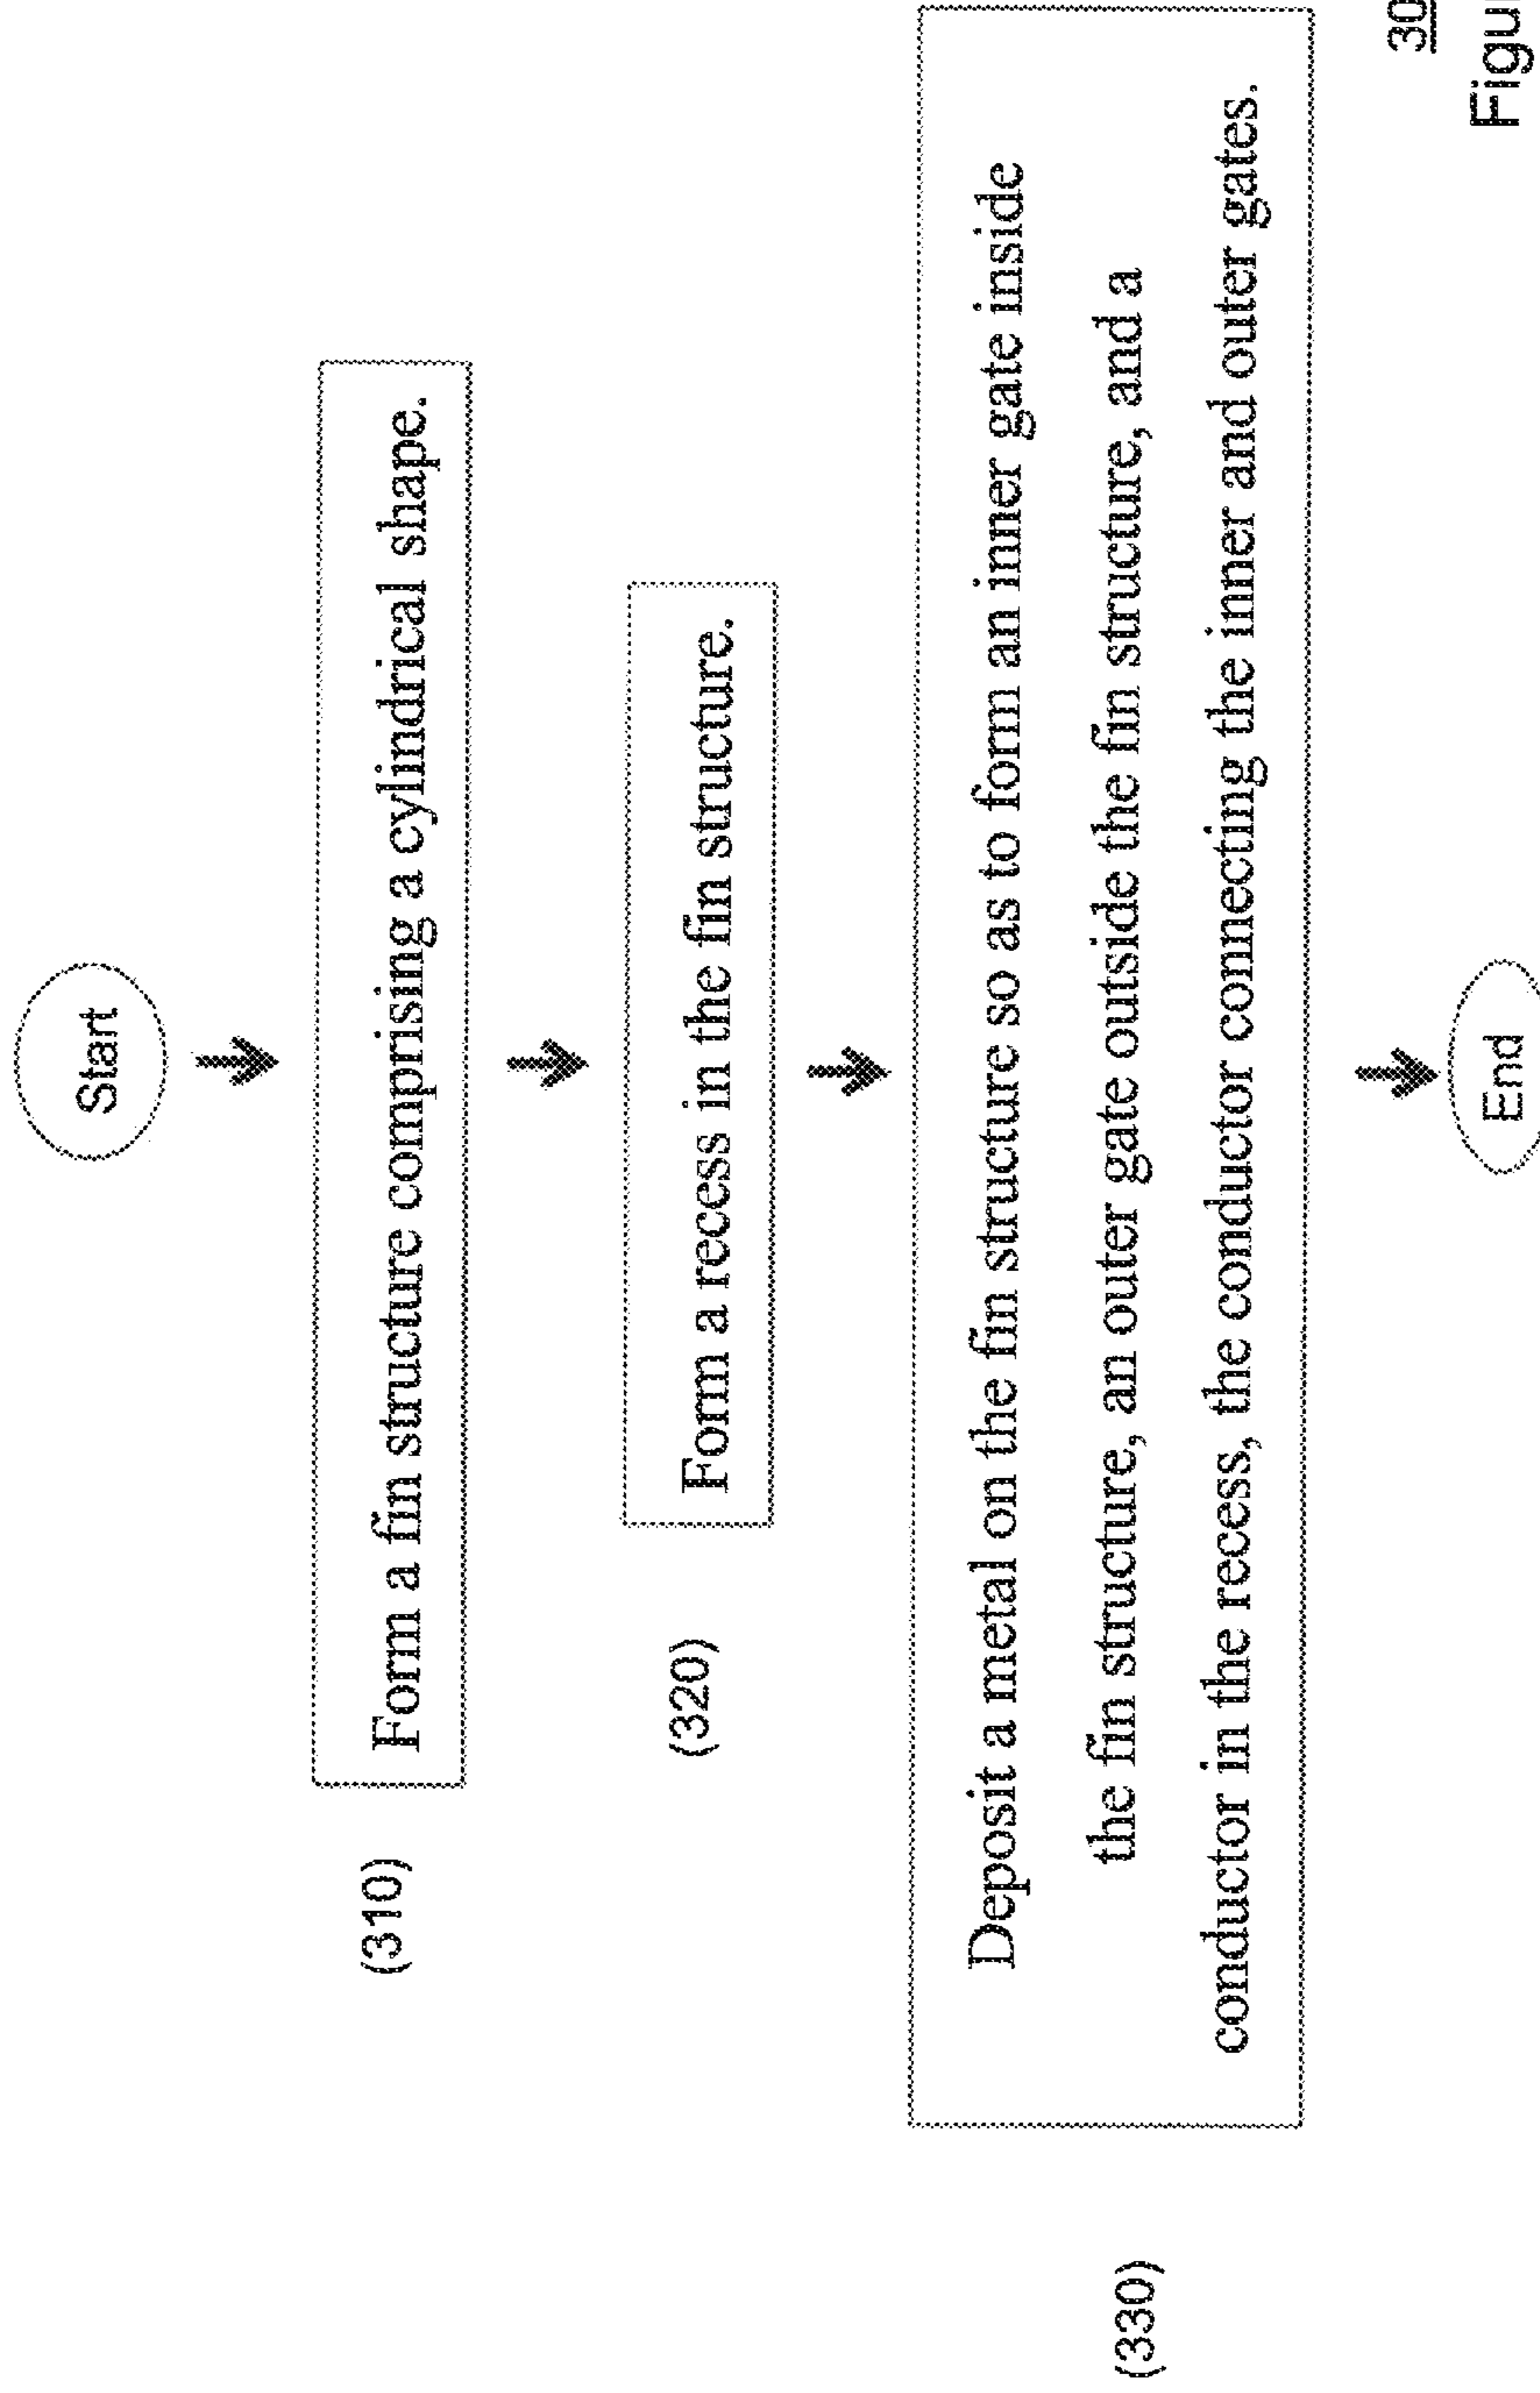 Start
(310)
Form a fin structure comprising a cylindrical shape.
(320)
Form a recess in the fin structure.
(330)
Deposit a metal on the fin structure so as to form an inner gate inside
the fin structure, an outer gate outside the fin structure, and a
conductor in the recess, the conductor connecting the inner and outer gates.
End